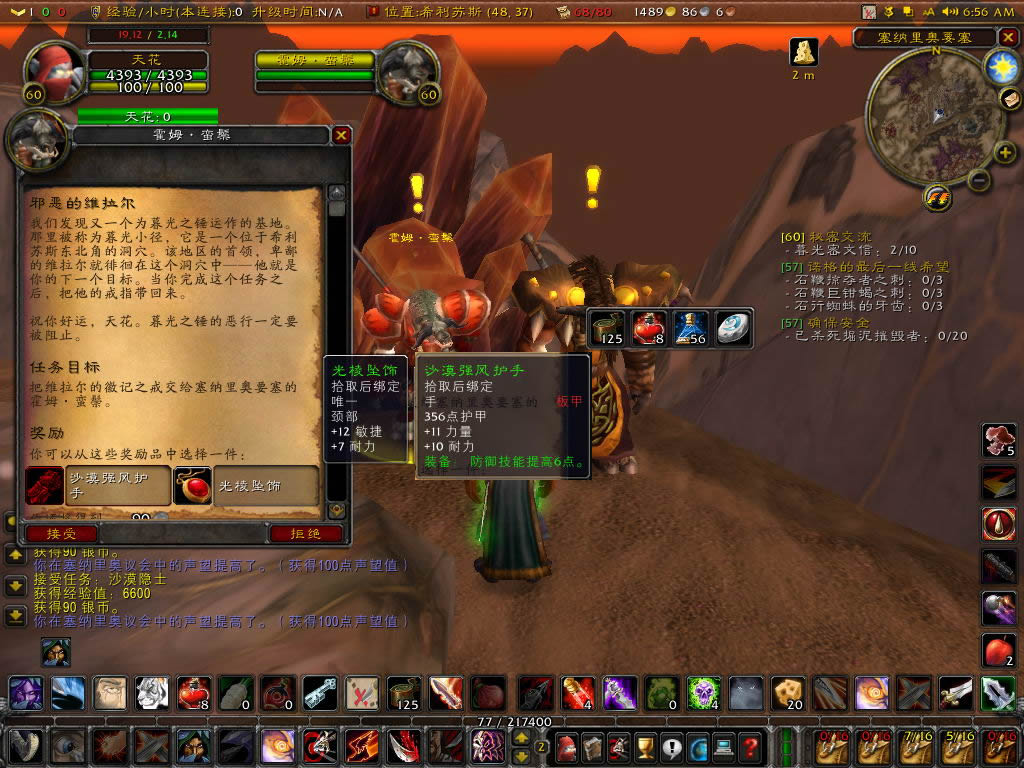 1 0 0 经验/小时(本连接):0 升级时间:N/A 位置:希利苏斯 (48, 37) 68/80 1489 86 6 6:56 AM
19.12 / 2.14
塞纳里奥要塞
天花
霍姆·蛮鬃
4393 / 4393
100 / 100
60
60
2 m
N
天花: 0
霍姆·蛮鬃
邪恶的维拉尔
我们发现又一个为暮光之锤运作的基地。
那里被称为暮光小径，它是一个位于希利
苏斯东北角的洞穴。该地区的首领，卑鄙
的维拉尔就徘徊在这个洞穴中——他就是
你的下一个目标。当你完成这个任务之
后，把他的戒指带回来。
祝你好运，天花。暮光之锤的恶行一定要
被阻止。
任务目标
把维拉尔的徽记之戒交给塞纳里奥要塞的
霍姆·蛮鬃。
奖励
你可以从这些奖励品中选择一件：
沙漠强风护
手
光棱坠饰
90
接受
拒绝
霍姆·蛮鬃
[60] 秘密交流
- 暮光密文信: 2/10
[57] 诺格的最后一线希望
- 石鞭掠夺者之刺: 0/3
- 石鞭巨钳蝎之刺: 0/3
- 石行蜘蛛的牙齿: 0/3
[57] 确保安全
- 已杀死掘泥摧毁者: 0/20
125
8
56
光棱坠饰
拾取后绑定
唯一
颈部
+12 敏捷
+7 耐力
沙漠强风护手
拾取后绑定
手 板甲
356点护甲
+11 力量
+10 耐力
装备: 防御技能提高6点。
获得90 银币。
你在塞纳里奥议会中的声望提高了。（获得100点声望值）
接受任务: 沙漠隐士
获得经验值: 6600
获得90 银币。
你在塞纳里奥议会中的声望提高了。（获得100点声望值）
5
2
8
0
0
125
4
0
4
20
77 / 217400
2
7/16
5/16